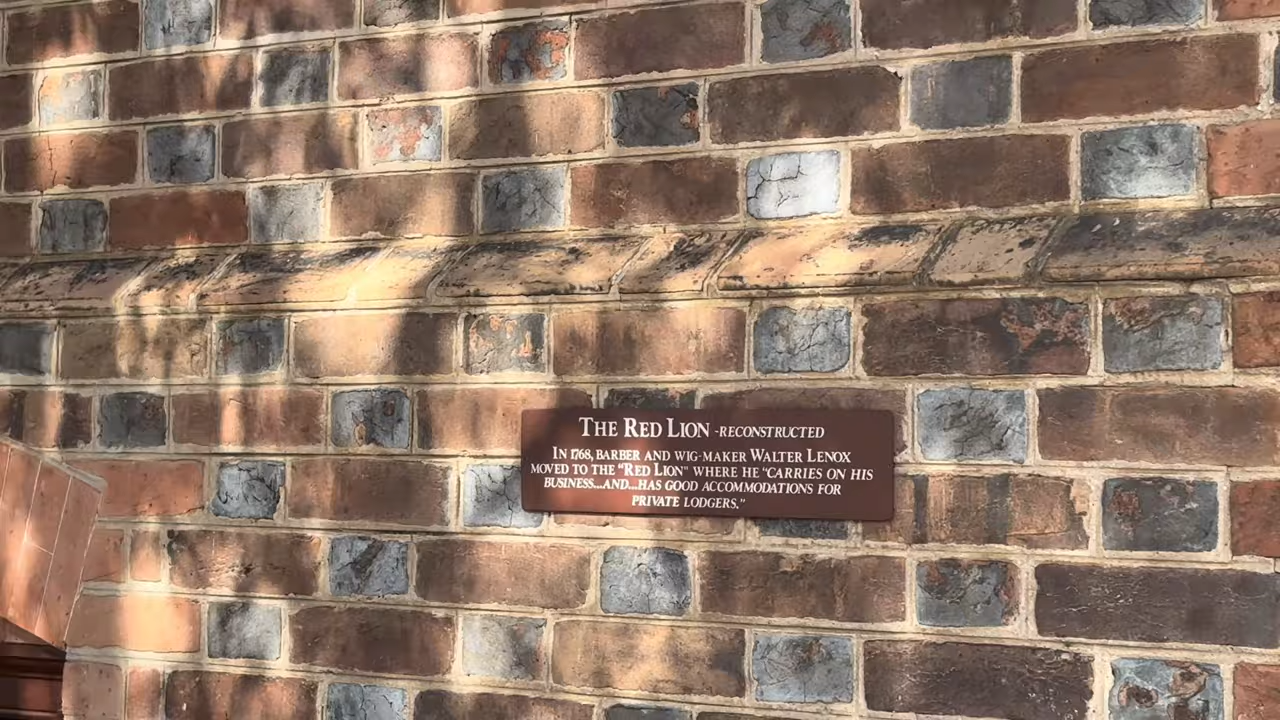 THE RED LION -RECONSTRUCTED
IN 1768, BARBER AND WIG-MAKER WALTER LENOX
MOVED TO THE "RED LION" WHERE HE "CARRIES ON HIS
BUSINESS...AND...HAS GOOD ACCOMMODATIONS FOR
PRIVATE LODGERS."